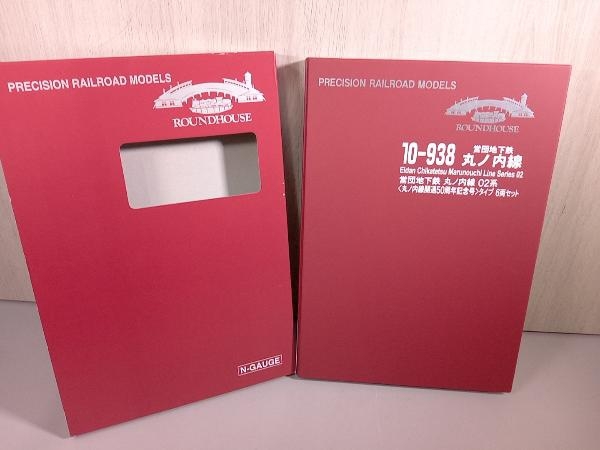 PRECISION RAILROAD MODELS
ROUNDHOUSE
N-GAUGE
PRECISION RAILROAD MODELS
ROUNDHOUSE
10-938 営団地下鉄 丸ノ内線
Eidan Chikatetsu Marunouchi Line Series 02
営団地下鉄 丸ノ内線 02系
〈丸ノ内線開通50周年記念号〉タイプ 6両セット